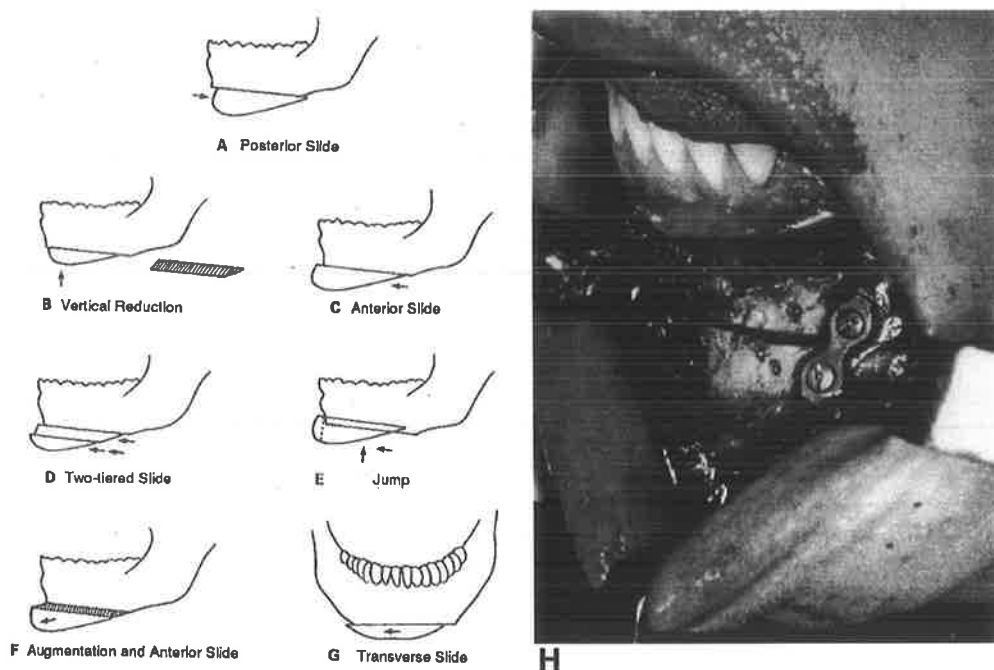 A Posterior Slide
B Vertical Reduction
C Anterior Slide
D Two-tiered Slide
E Jump
F Augmentation and Anterior Slide
G Transverse Slide
H